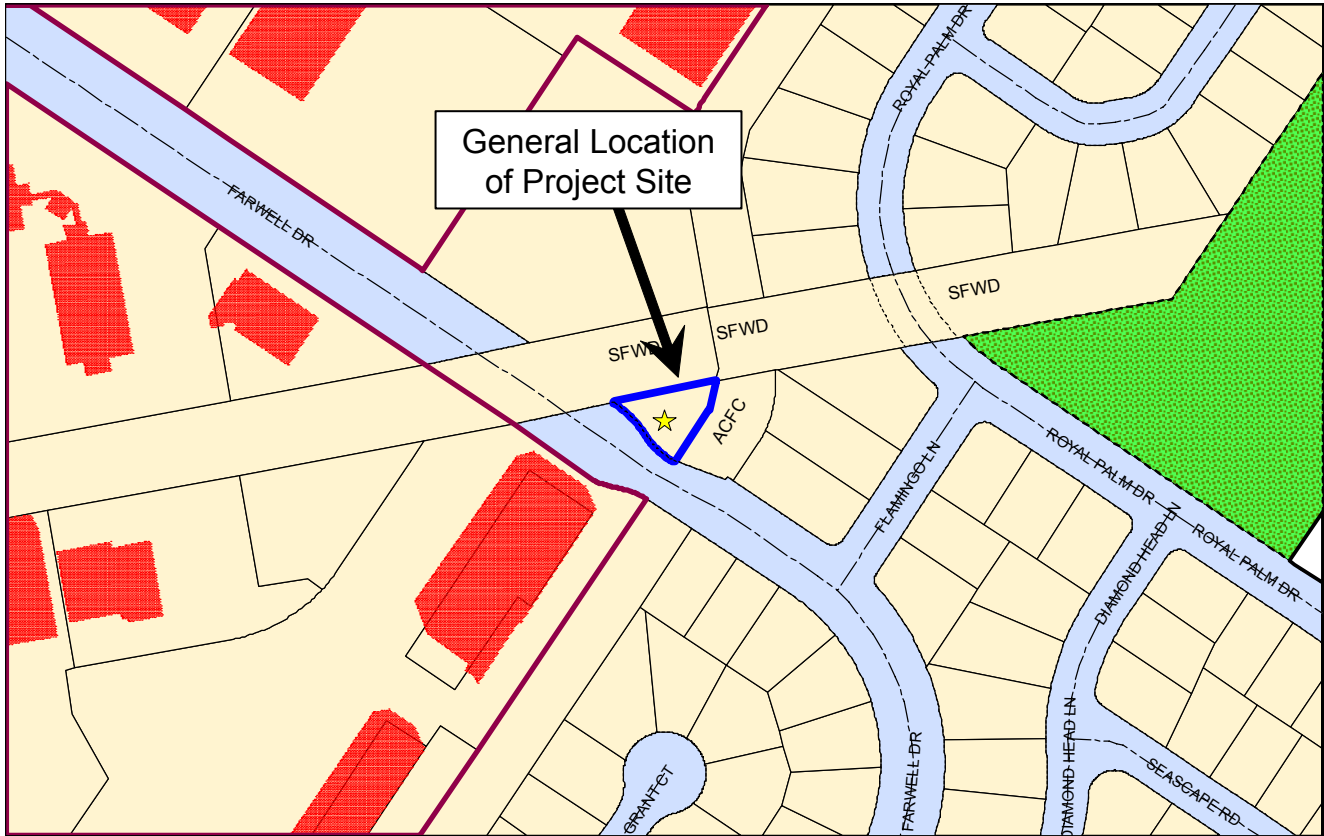 ROYAL PALM DR
General Location
of Project Site
FARWELL DR
SFWD
SFWD
SFWD
ACFC
FLAMINGO LN
ROYAL PALM DR
DIAMOND HEAD LN
ROYAL PALM DR
DIAMOND HEAD LN
SEASCAPE RD
GRANT CT
FARWELL DR